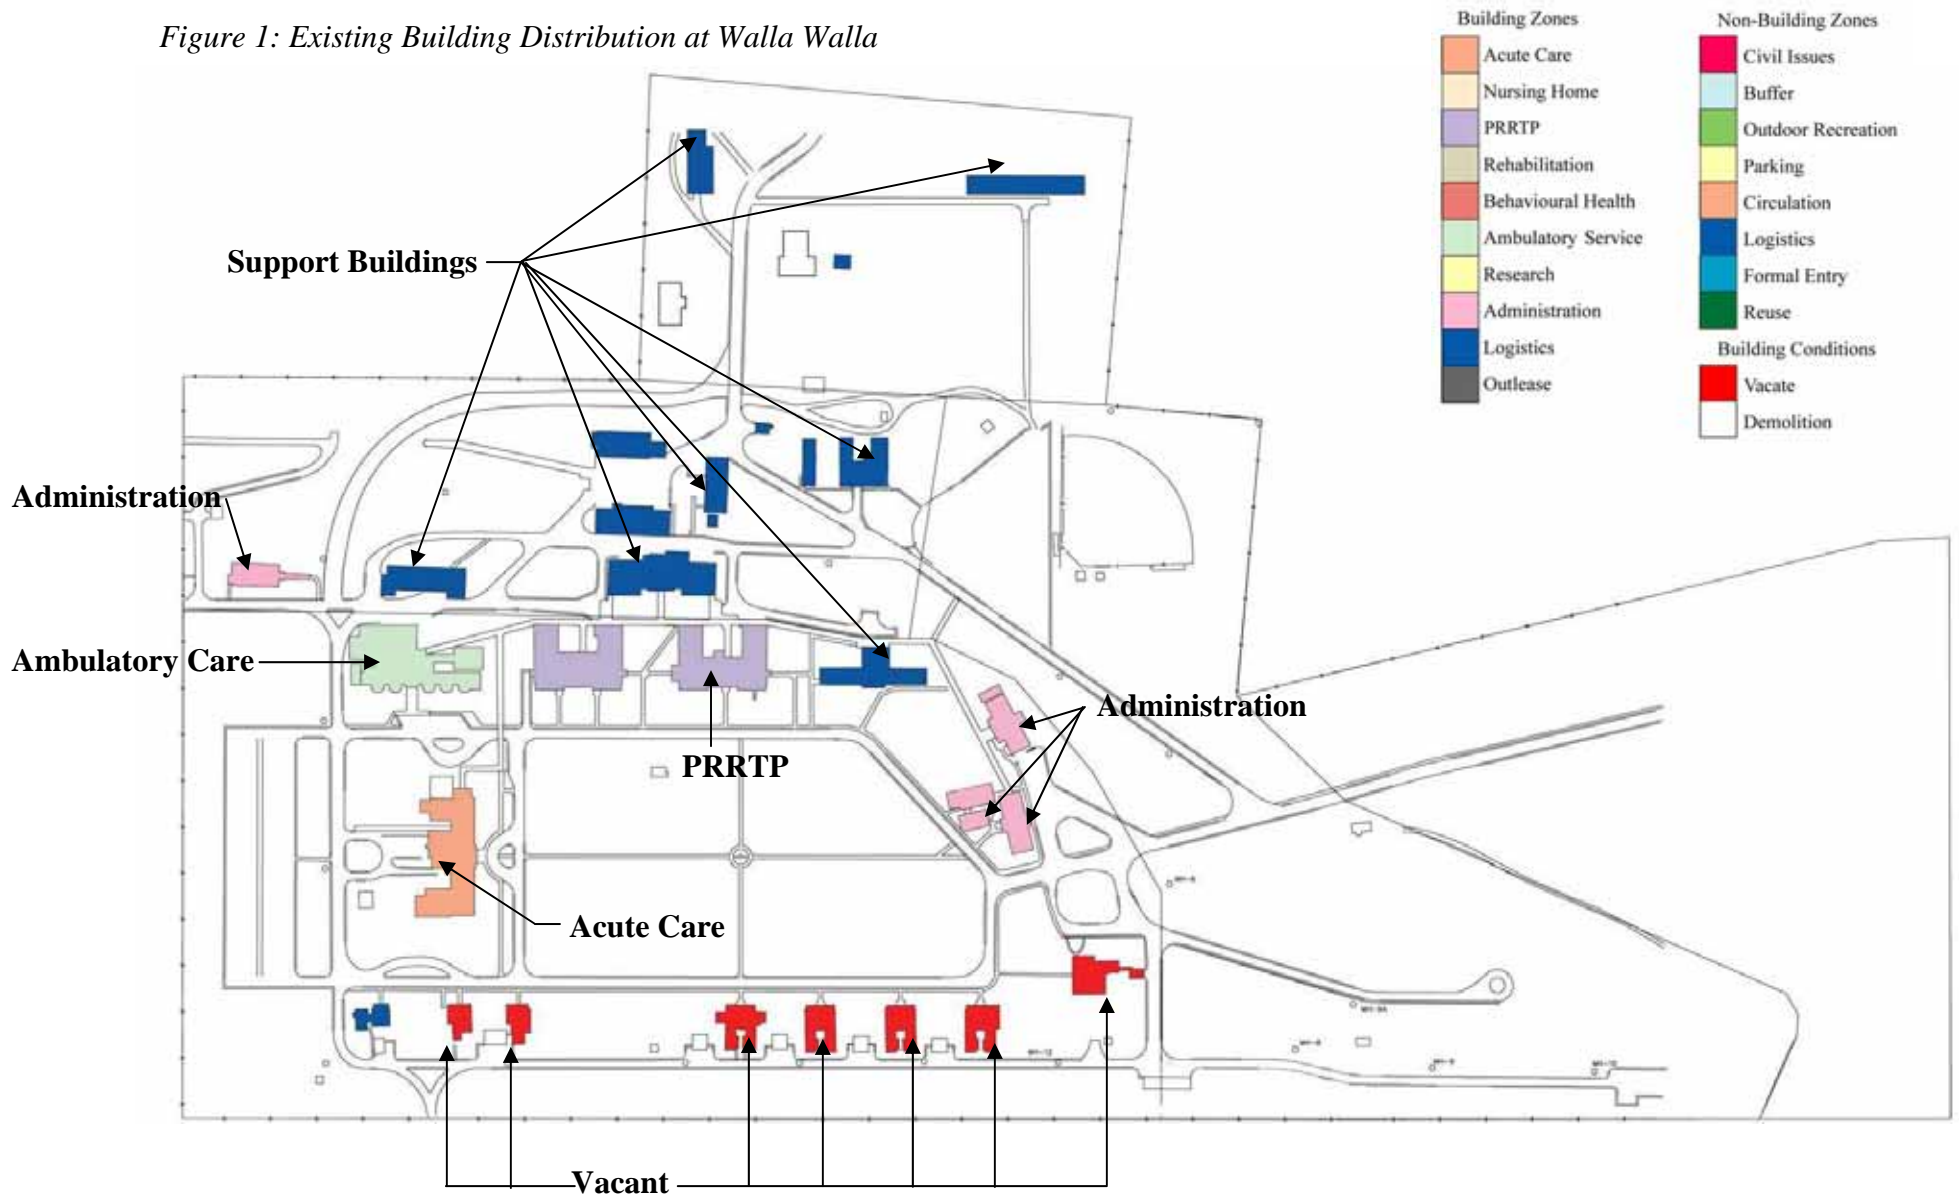 Figure 1: Existing Building Distribution at Walla Walla
Building Zones
Acute Care
Nursing Home
PRRTP
Rehabilitation
Behavioural Health
Ambulatory Service
Research
Administration
Logistics
Outlease
Non-Building Zones
Civil Issues
Buffer
Outdoor Recreation
Parking
Circulation
Logistics
Formal Entry
Reuse
Building Conditions
Vacate
Demolition
Support Buildings
Administration
Ambulatory Care
Administration
PRRTP
Acute Care
Vacant